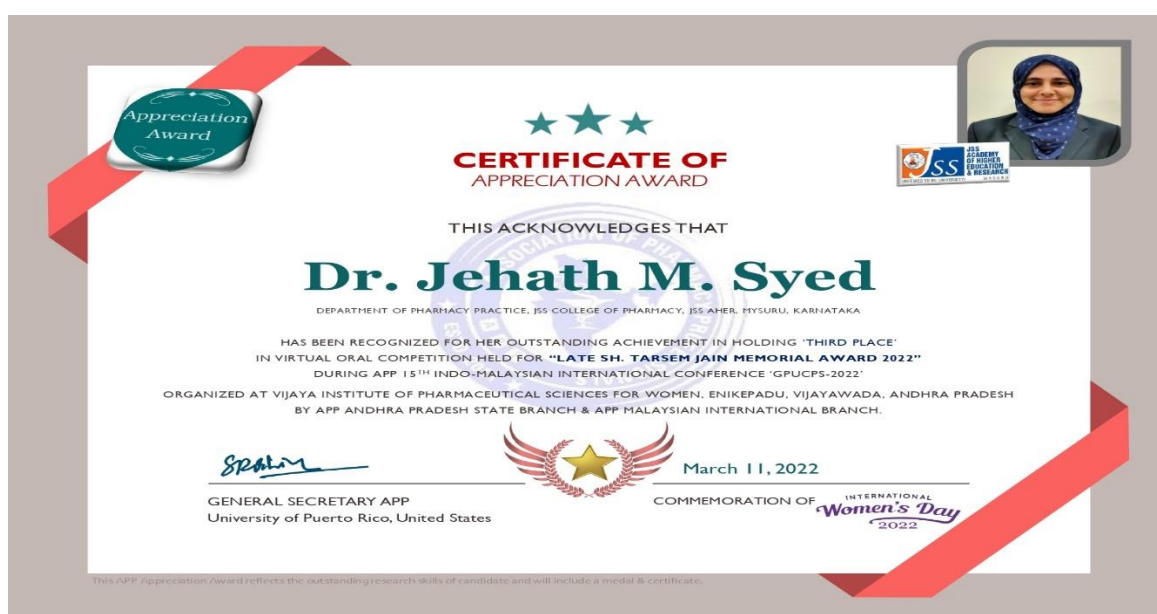 Appreciation
Award
CERTIFICATE OF
APPRECIATION AWARD
JSS
JSS
ACADEMY
OF HIGHER
EDUCATION
& RESEARCH
MYSURU
THIS ACKNOWLEDGES THAT
Dr. Jehath M. Syed
DEPARTMENT OF PHARMACY PRACTICE, JSS COLLEGE OF PHARMACY, JSS AHER, MYSURU, KARNATAKA
HAS BEEN RECOGNIZED FOR HER OUTSTANDING ACHIEVEMENT IN HOLDING ‘THIRD PLACE’
IN VIRTUAL ORAL COMPETITION HELD FOR “LATE SH. TARSEM JAIN MEMORIAL AWARD 2022”
DURING APP 15TH INDO-MALAYSIAN INTERNATIONAL CONFERENCE ‘GPUCPS-2022’
ORGANIZED AT VIJAYA INSTITUTE OF PHARMACEUTICAL SCIENCES FOR WOMEN, ENIKEPADU, VIJAYAWADA, ANDHRA PRADESH
BY APP ANDHRA PRADESH STATE BRANCH & APP MALAYSIAN INTERNATIONAL BRANCH.
March 11, 2022
GENERAL SECRETARY APP
University of Puerto Rico, United States
COMMEMORATION OF
INTERNATIONAL
Women's Day
2022
This APP Appreciation Award reflects the outstanding research skills of candidate and will include a medal & certificate.